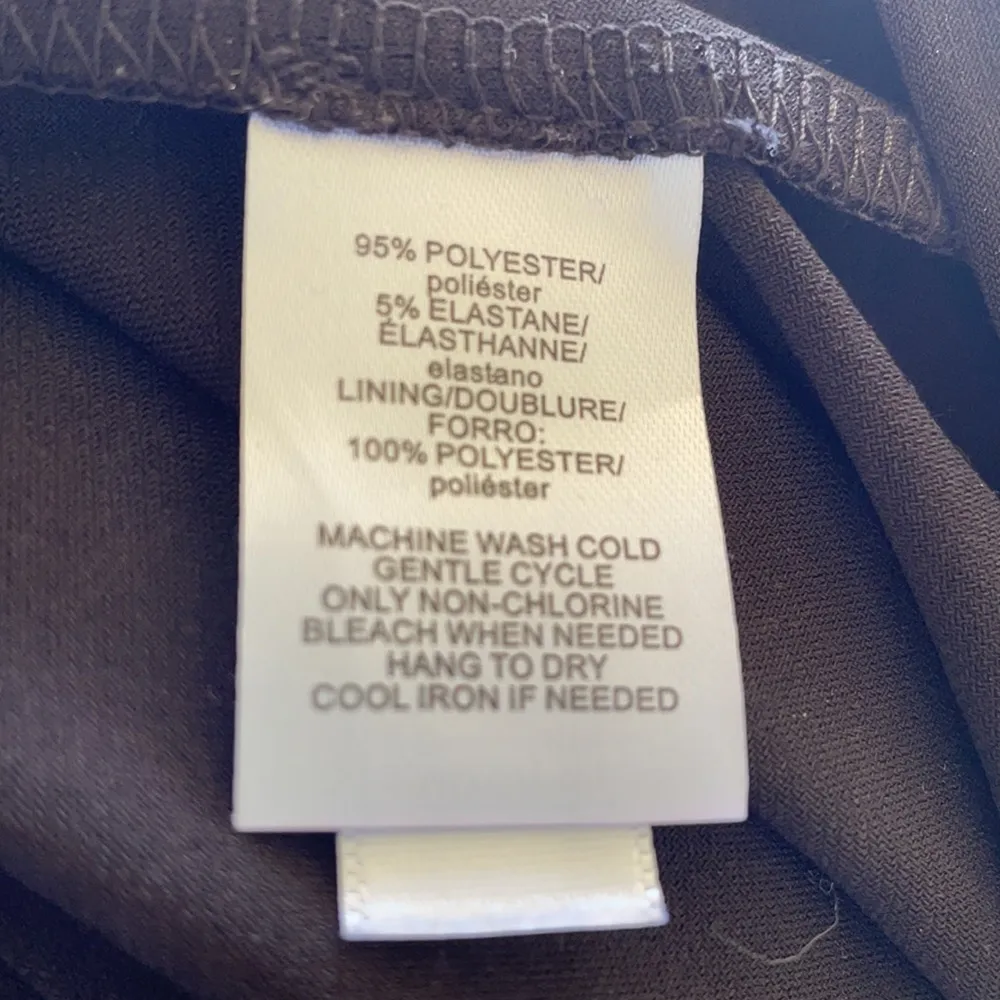 95% POLYESTER/
poliéster
5% ELASTANE/
ÉLASTHANNE/
elastano
LINING/DOUBLURE/
FORRO:
100% POLYESTER/
poliéster
MACHINE WASH COLD
GENTLE CYCLE
ONLY NON-CHLORINE
BLEACH WHEN NEEDED
HANG TO DRY
COOL IRON IF NEEDED